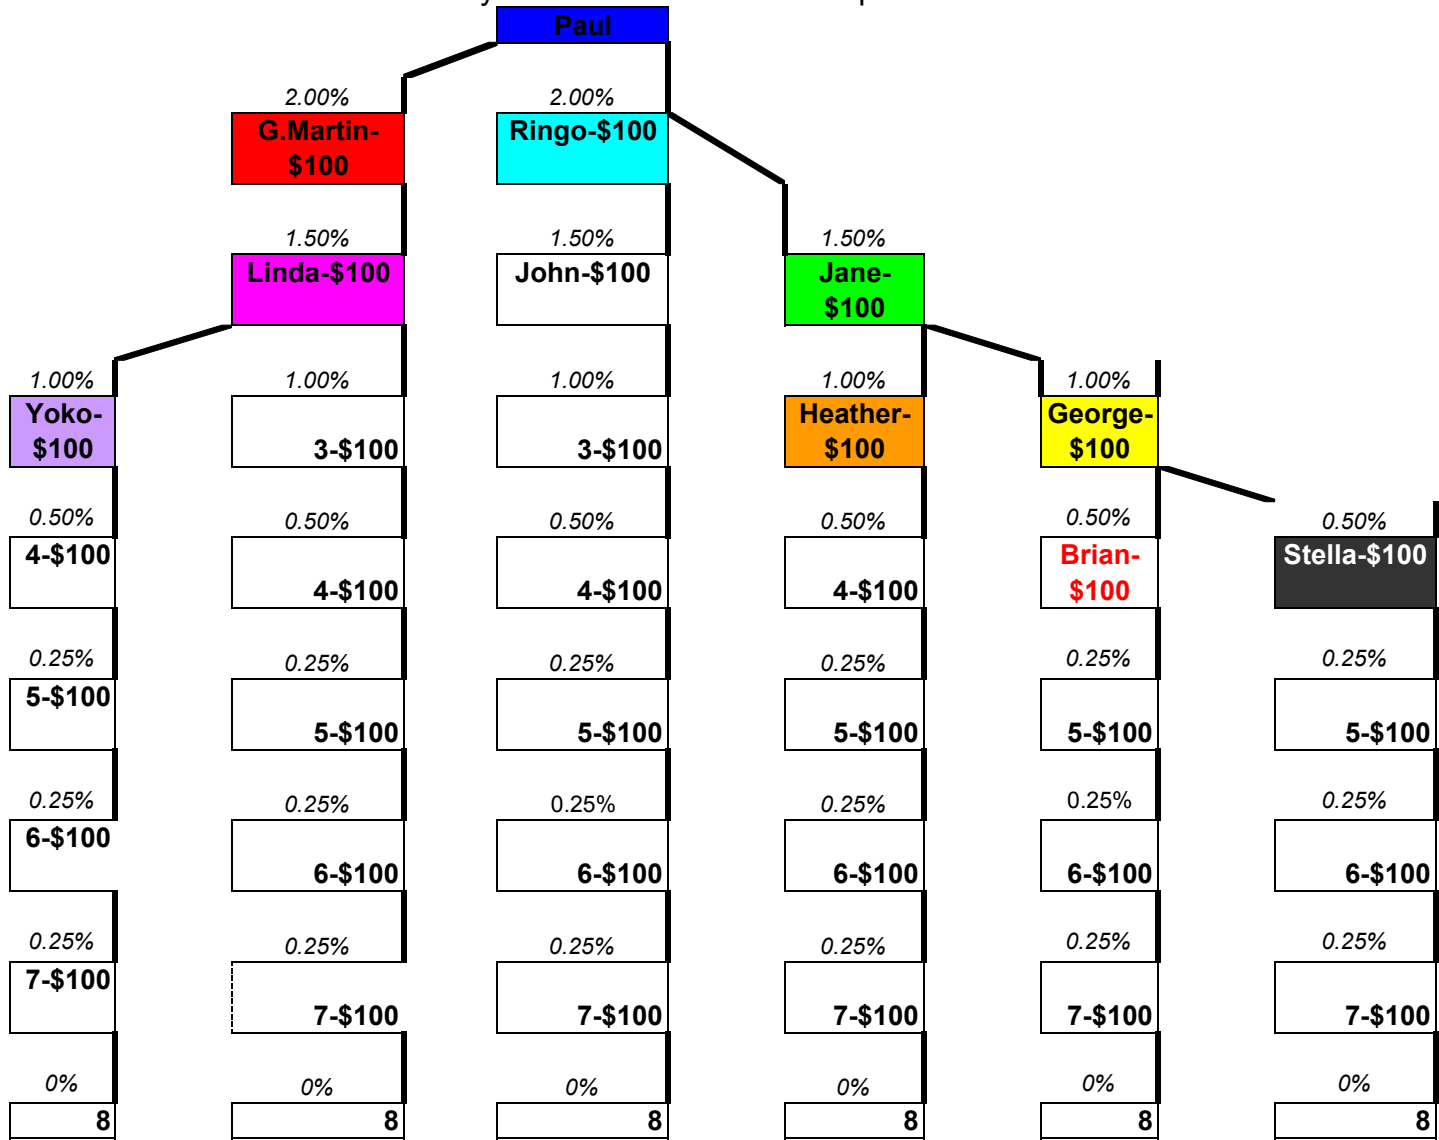 Paul
2.00% 2.00%
G.Martin- Ringo-$100
$100
1.50% 1.50% 1.50%
Linda-$100 John-$100 Jane-
$100
1.00% 1.00% 1.00% 1.00% 1.00%
Yoko- Heather- George-
$100 3-$100 3-$100 $100 $100
0.50% 0.50% 0.50% 0.50% 0.50% 0.50%
4-$100 Brian- Stella-$100
4-$100 4-$100 4-$100 $100
0.25% 0.25% 0.25% 0.25% 0.25% 0.25%
5-$100
5-$100 5-$100 5-$100 5-$100 5-$100
0.25% 0.25% 0.25% 0.25% 0.25% 0.25%
6-$100
6-$100 6-$100 6-$100 6-$100 6-$100
0.25% 0.25% 0.25% 0.25% 0.25% 0.25%
7-$100
7-$100 7-$100 7-$100 7-$100 7-$100
0% 0% 0% 0% 0% 0%
8 8 8 8 8 8